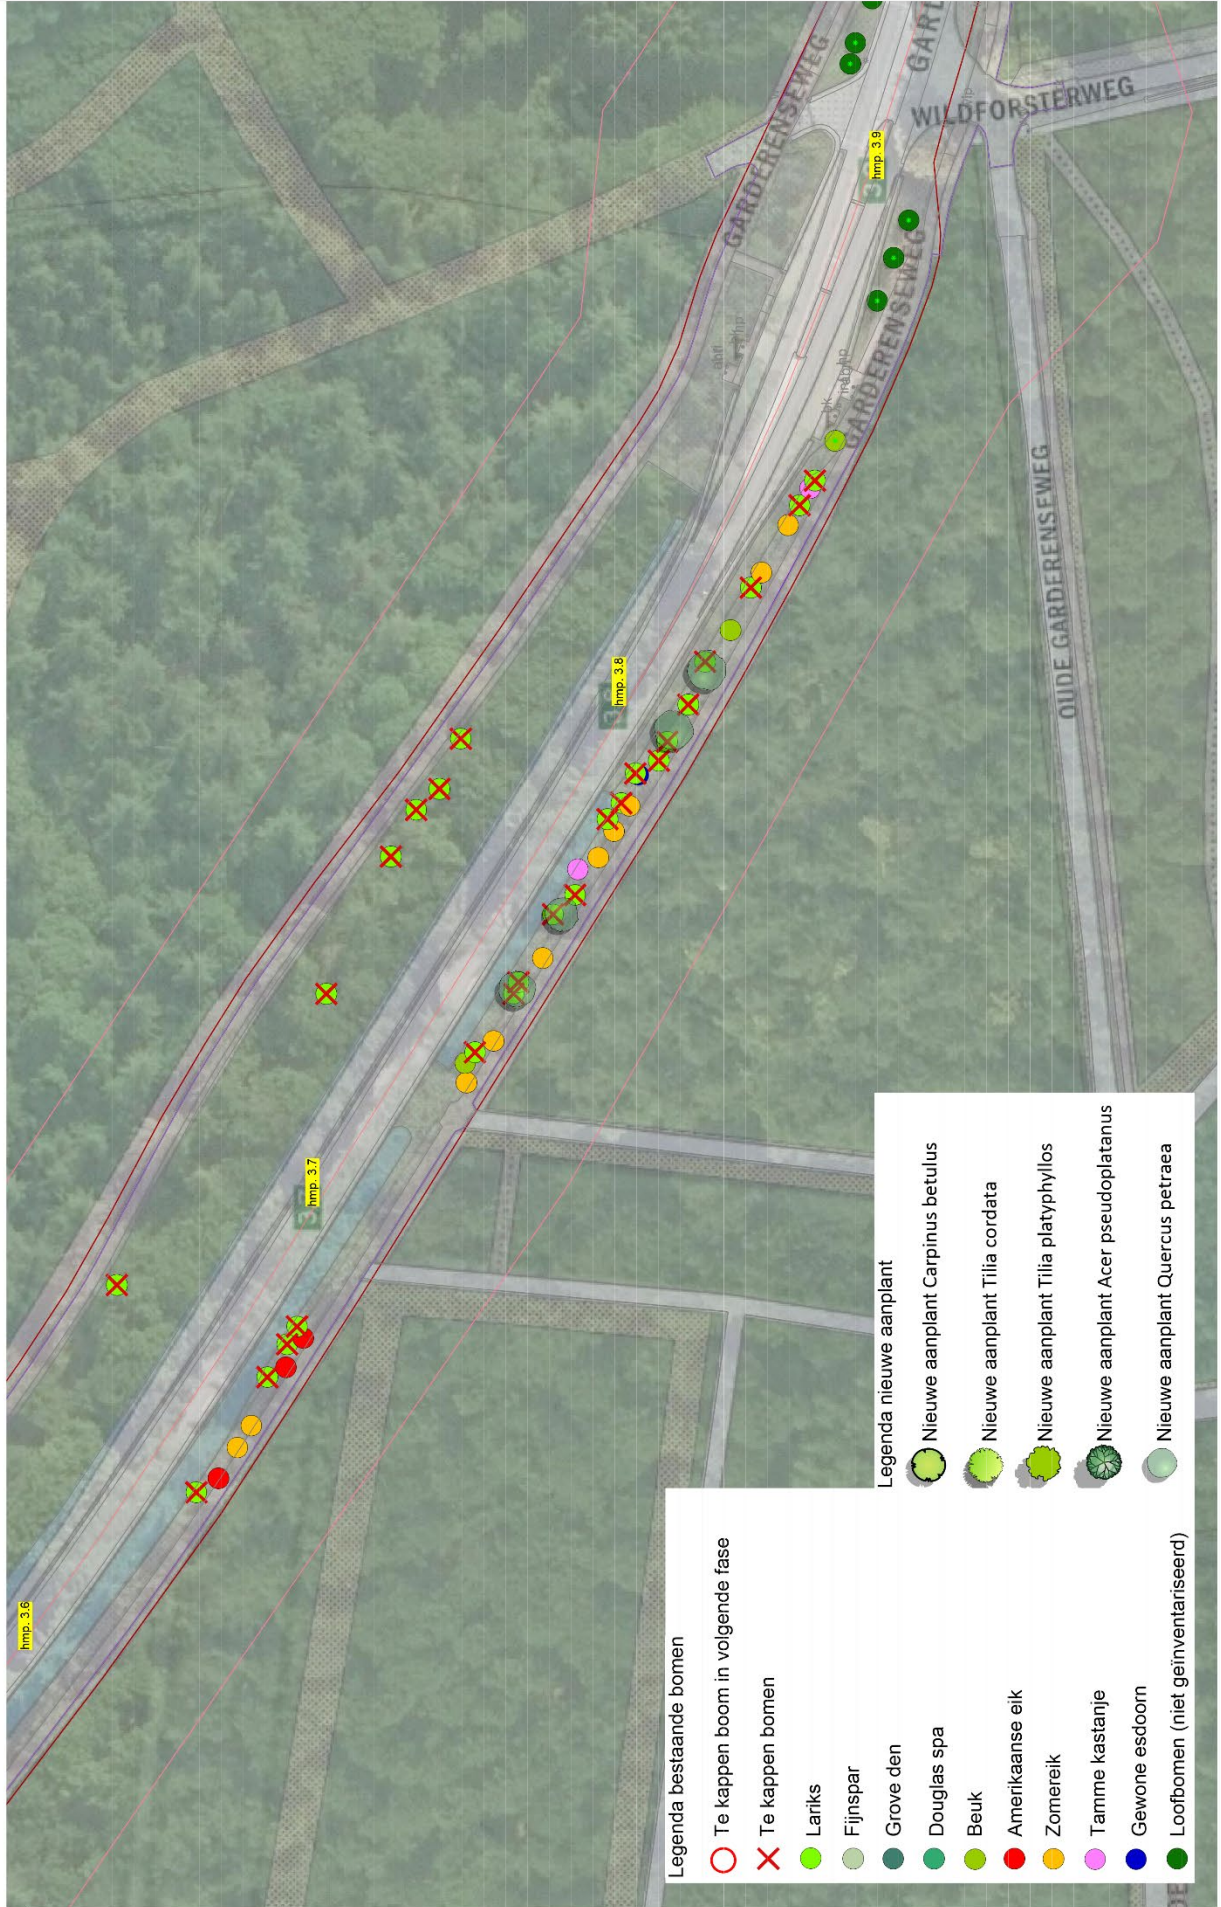 hmp. 3.6
hmp. 3.7
hmp. 3.8
hmp. 3.9
GARDERENSEWEG
GARDERENSEWEG
GARD
WILDFORSTERWEG
OUDE GARDERENSEWEG
Legenda bestaande bomen
Te kappen boom in volgende fase
Te kappen bomen
Lariks
Fijnspar
Grove den
Douglas spa
Beuk
Amerikaanse eik
Zomereik
Tamme kastanje
Gewone esdoorn
Loofbomen (niet geïnventariseerd)
Legenda nieuwe aanplant
Nieuwe aanplant Carpinus betulus
Nieuwe aanplant Tilia cordata
Nieuwe aanplant Tilia platyphyllos
Nieuwe aanplant Acer pseudoplatanus
Nieuwe aanplant Quercus petraea